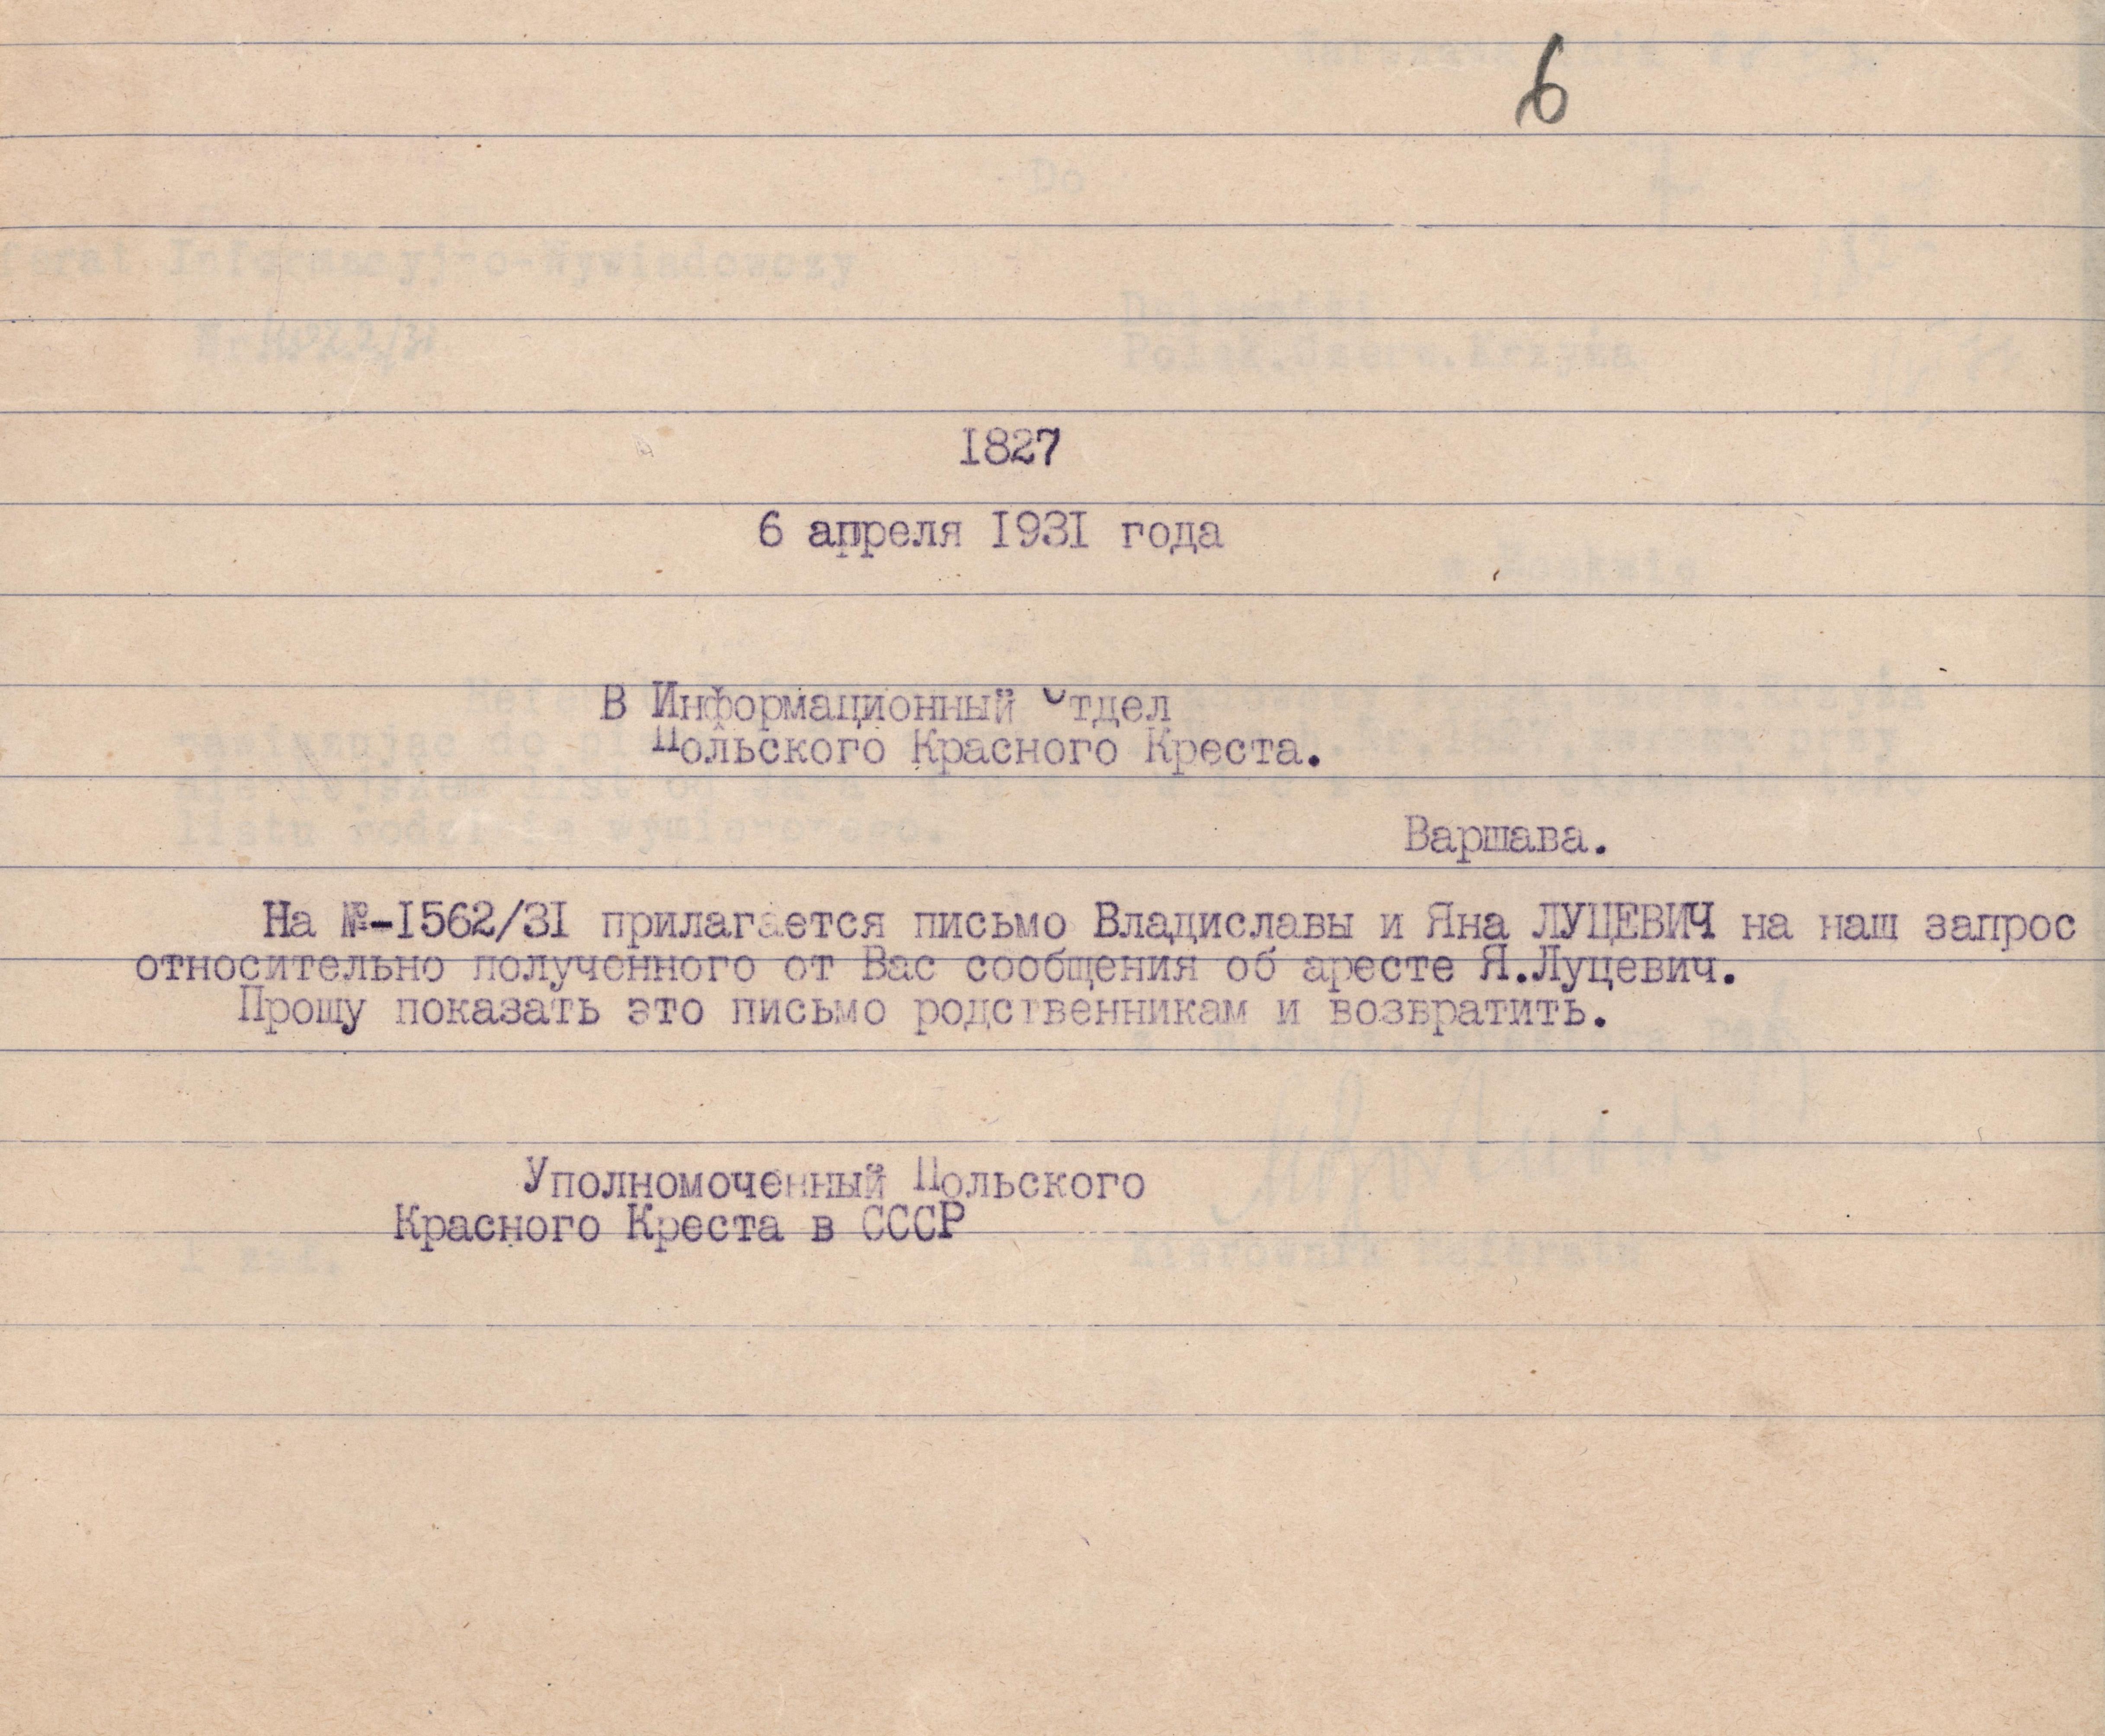 6
1827
6 апреля 1931 года
В Информационный Отдел
Польского Красного Креста.
Варшава.
На №-1562/31 прилагается письмо Владиславы и Яна ЛУЦЕВИЧ на наш запрос
относительно полученного от Вас сообщения об аресте Я.Луцевич.
Прошу показать это письмо родственникам и возвратить.
Уполномоченный Польского
Красного Креста в СССР